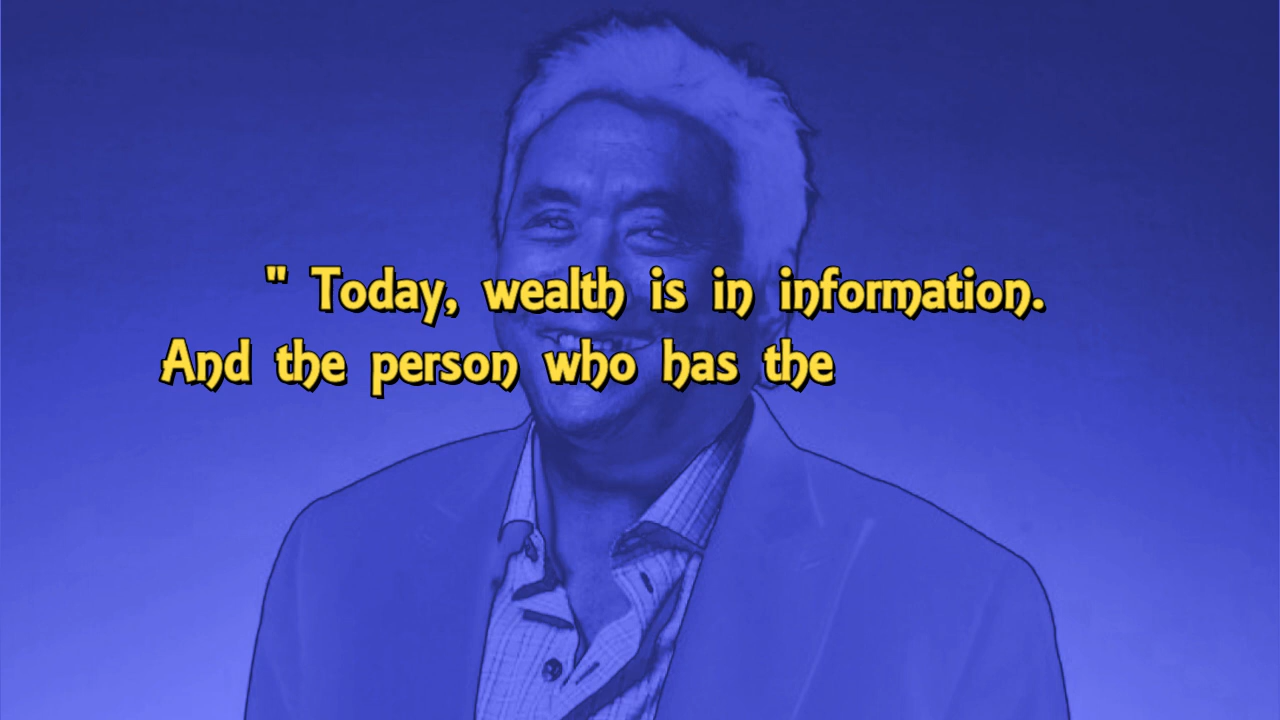 " Today, wealth is in information.
And the person who has the